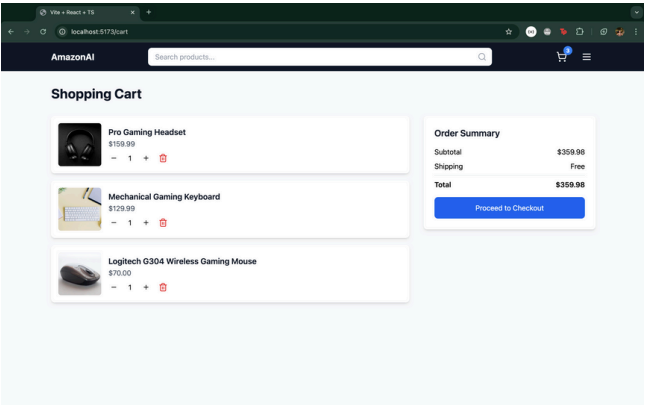 Vite + React + TS
localhost:5173/cart
AmazonAI
Search products...
3
Shopping Cart
Pro Gaming Headset
$159.99
− 1 +
Mechanical Gaming Keyboard
$129.99
− 1 +
Logitech G304 Wireless Gaming Mouse
$70.00
− 1 +
Order Summary
Subtotal $359.98
Shipping Free
Total $359.98
Proceed to Checkout